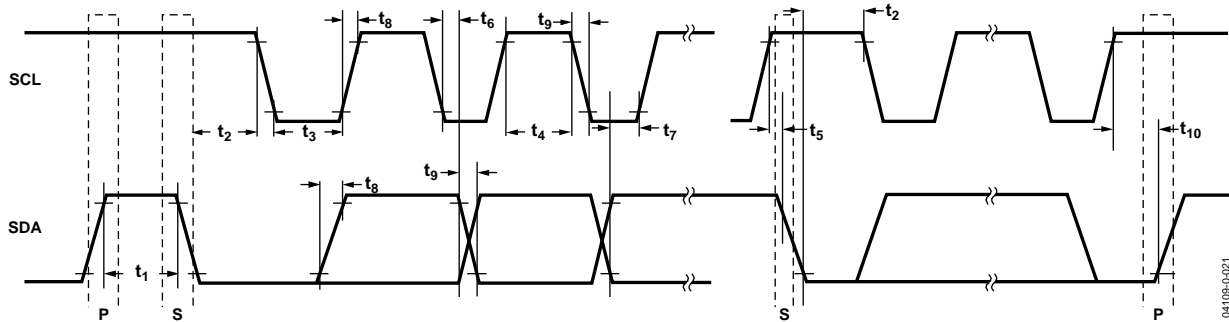 t8 t6 t9 t2
SCL
t2 t3 t4 t7 t5 t10
t9
t8
SDA
t1
P S S P
04109-0-021